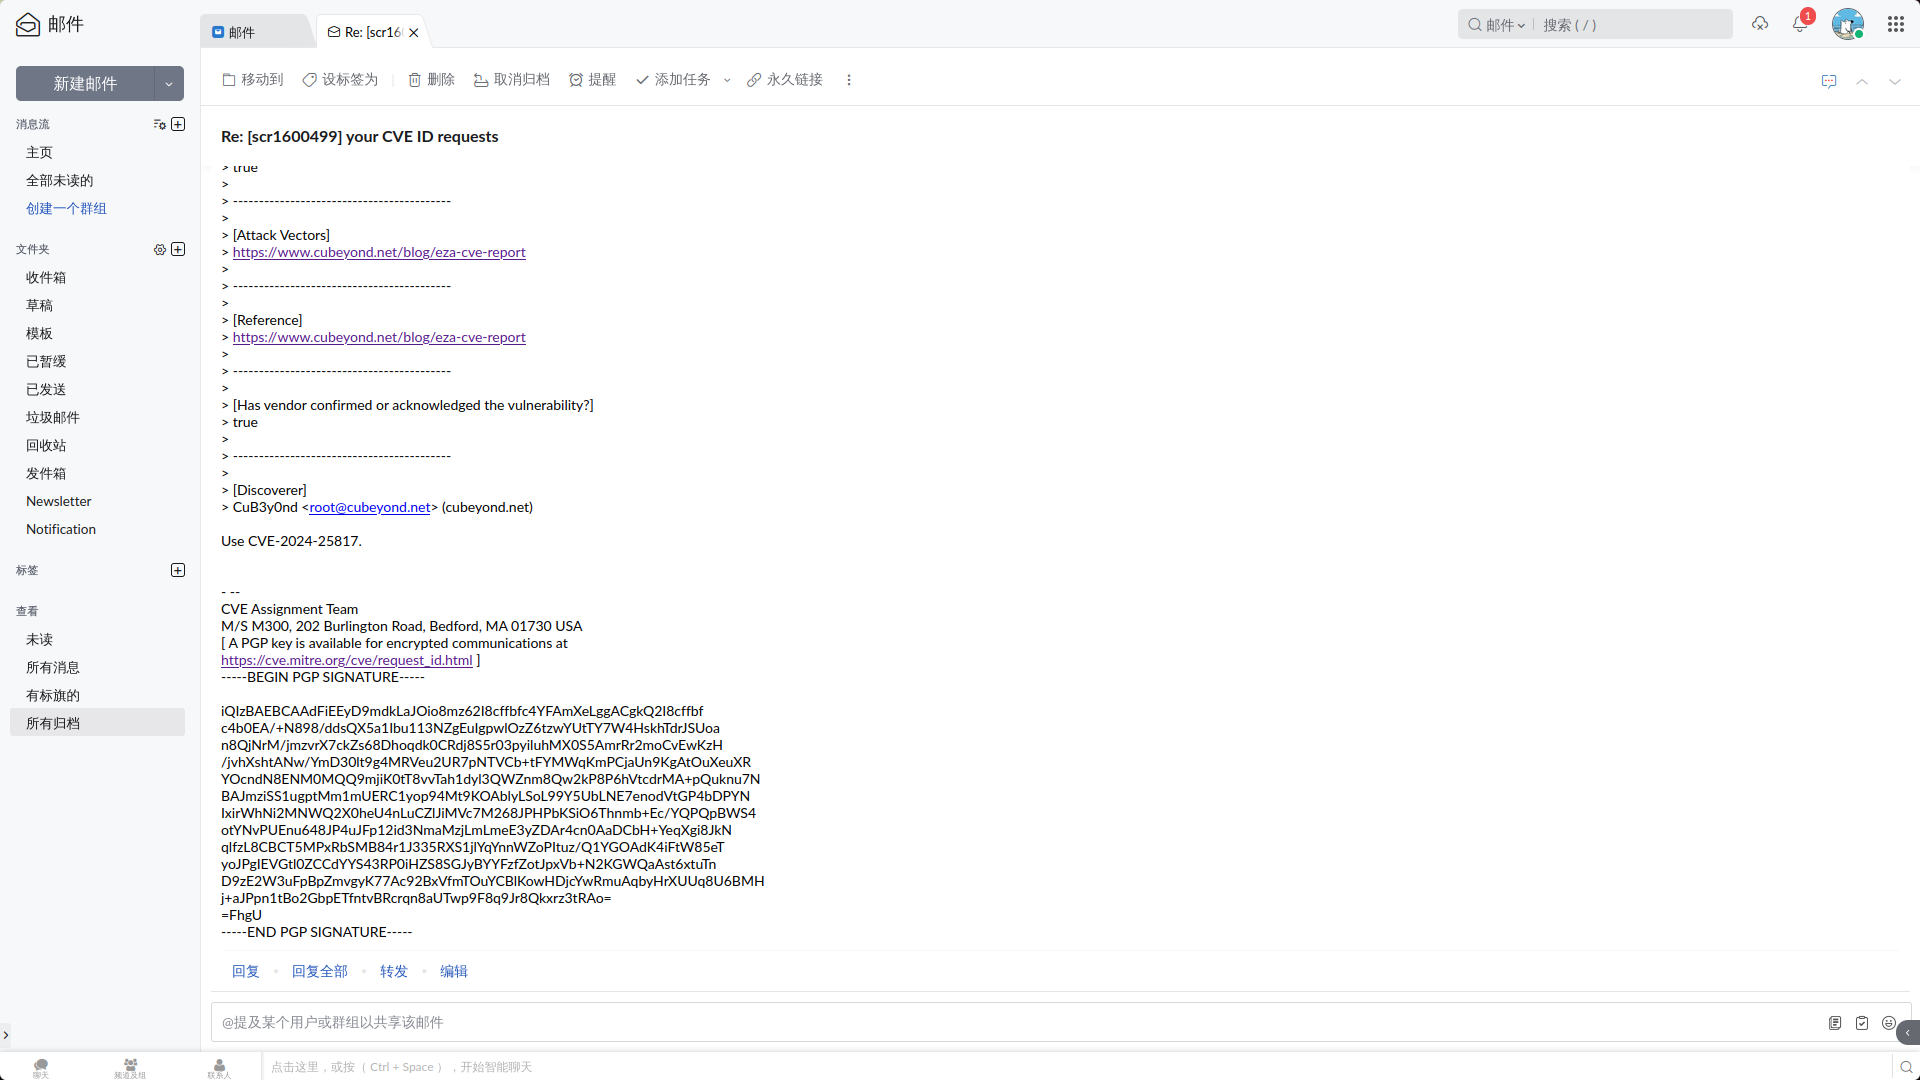 邮件
邮件
Re: [scr16
邮件
搜索 ( / )
1
新建邮件
移动到
设标签为
删除
取消归档
提醒
添加任务
永久链接
消息流
主页
全部未读的
创建一个群组
文件夹
收件箱
草稿
模板
已暂缓
已发送
垃圾邮件
回收站
发件箱
Newsletter
Notification
标签
查看
未读
所有消息
有标旗的
所有归档
Re: [scr1600499] your CVE ID requests
> true
>
> ------------------------------------------
>
> [Attack Vectors]
> https://www.cubeyond.net/blog/eza-cve-report
>
> ------------------------------------------
>
> [Reference]
> https://www.cubeyond.net/blog/eza-cve-report
>
> ------------------------------------------
>
> [Has vendor confirmed or acknowledged the vulnerability?]
> true
>
> ------------------------------------------
>
> [Discoverer]
> CuB3y0nd <root@cubeyond.net> (cubeyond.net)
Use CVE-2024-25817.
- --
CVE Assignment Team
M/S M300, 202 Burlington Road, Bedford, MA 01730 USA
[ A PGP key is available for encrypted communications at
https://cve.mitre.org/cve/request_id.html ]
-----BEGIN PGP SIGNATURE-----
iQIzBAEBCAAdFiEEyD9mdkLaJOio8mz62I8cffbfc4YFAmXeLggACgkQ2I8cffbf
c4b0EA/+N898/ddsQX5a1Ibu113NZgEuIgpwlOzZ6tzwYUtTY7W4HskhTdrJSUoa
n8QjNrM/jmzvrX7ckZs68Dhoqdk0CRdj8S5r03pyiluhMX0S5AmrRr2moCvEwKzH
/jvhXshtANw/YmD30lt9g4MRVeu2UR7pNTVCb+tFYMWqKmPCjaUn9KgAtOuXeuXR
YOcndN8ENM0MQQ9mjiK0tT8vvTah1dyl3QWZnm8Qw2kP8P6hVtcdrMA+pQuknu7N
BAJmziSS1ugptMm1mUERC1yop94Mt9KOAblyLSoL99Y5UbLNE7enodVtGP4bDPYN
IxirWhNi2MNWQ2X0heU4nLuCZlJiMVc7M268JPHPbKSiO6Thnmb+Ec/YQPQpBWS4
otYNvPUEnu648JP4uJFp12id3NmaMzjLmLmeE3yZDAr4cn0AaDCbH+YeqXgi8JkN
qIfzL8CBCT5MPxRbSMB84r1J335RXS1jlYqYnnWZoPItuz/Q1YGOAdK4iFtW85eT
yoJPgIEVGtl0ZCCdYYS43RP0iHZS8SGJyBYYFzfZotJpxVb+N2KGWQaAst6xtuTn
D9zE2W3uFpBpZmvgyK77Ac92BxVfmTOuYCBlKowHDjcYwRmuAqbyHrXUUq8U6BMH
j+aJPpn1tBo2GbpETfntvBRcrqn8aUTwp9F8q9Jr8Qkxrz3tRAo=
=FhgU
-----END PGP SIGNATURE-----
回复
回复全部
转发
编辑
@提及某个用户或群组以共享该邮件
聊天
频道及组
联系人
点击这里，或按（ Ctrl + Space ），开始智能聊天